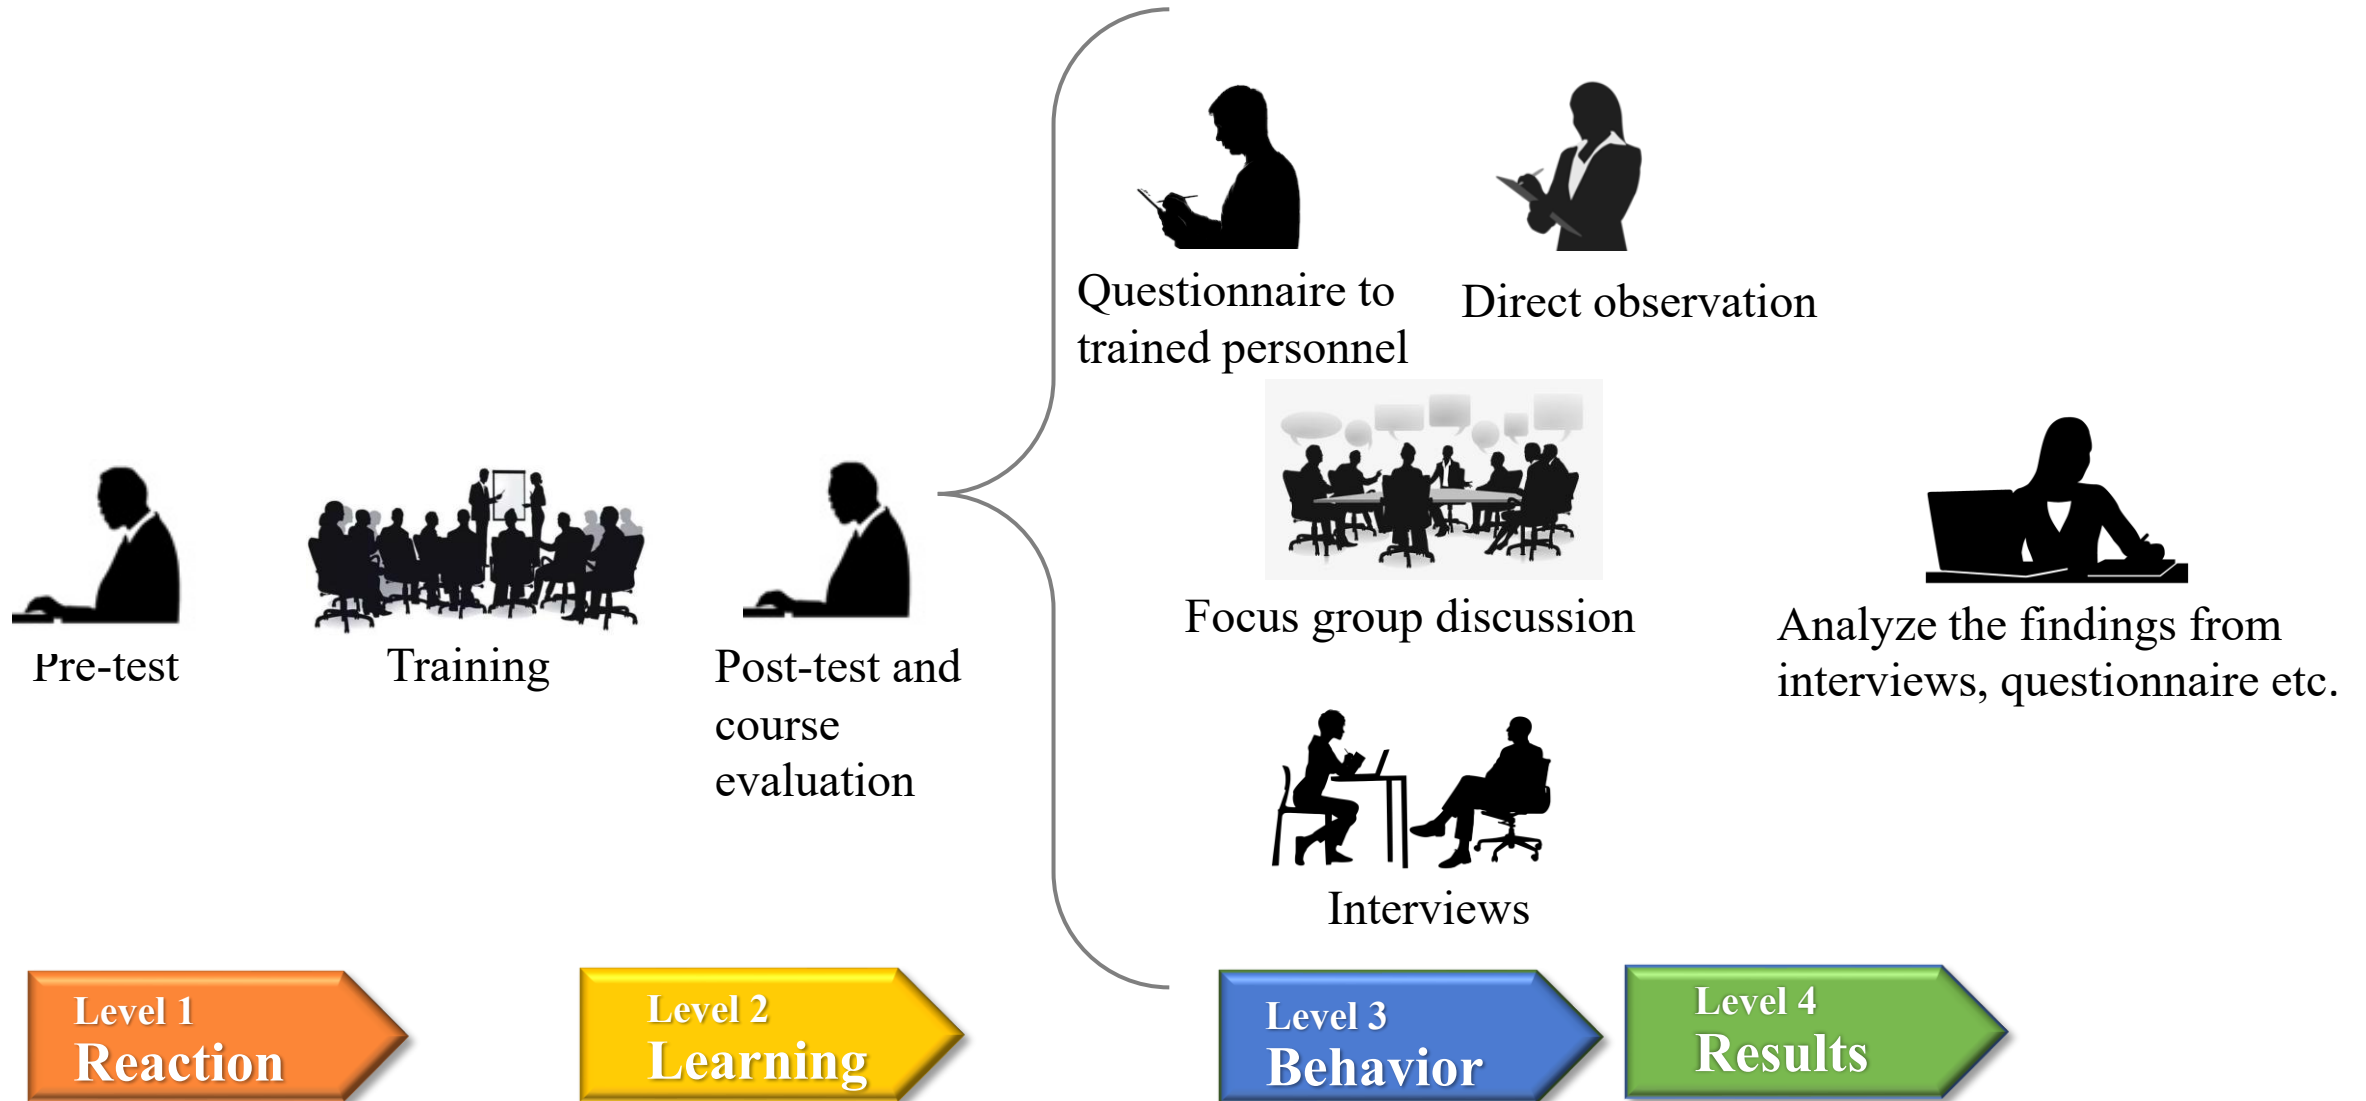 Questionnaire to
trained personnel
Direct observation
Focus group discussion
Pre-test
Training
Post-test and
course
evaluation
Analyze the findings from
interviews, questionnaire etc.
Interviews
Level 1
Reaction
Level 2
Learning
Level 3
Behavior
Level 4
Results